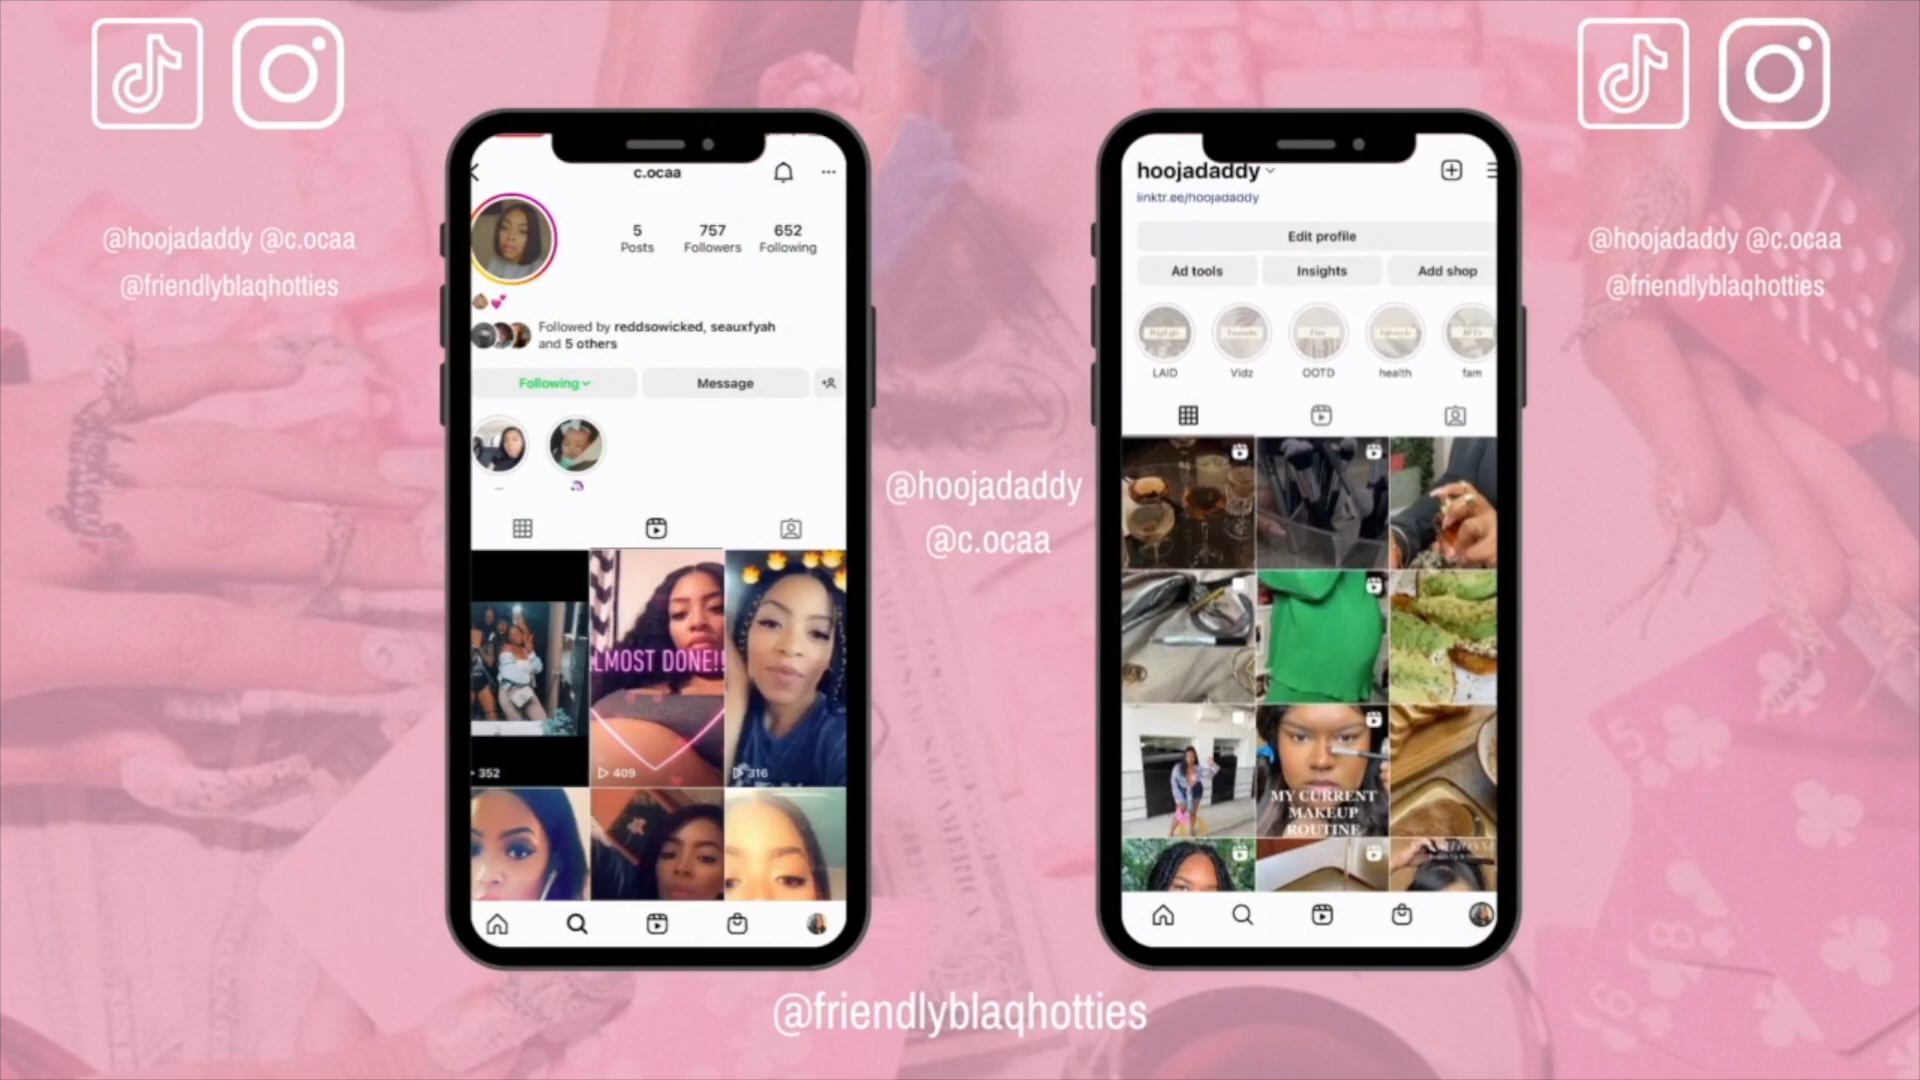 @hoojadaddy @c.ocaa
@friendlyblaqhotties
c.ocaa
5
Posts
757
Followers
652
Following
Followed by reddsowicked, seauxfyah
and 5 others
Following
Message
352
LMOST DONE!!
409
316
@hoojadaddy
@c.ocaa
hoojadaddy
linktr.ee/hoojadaddy
Edit profile
Ad tools
Insights
Add shop
LAID
Vidz
OOTD
health
fam
MY CURRENT
MAKEUP
ROUTINE
@hoojadaddy @c.ocaa
@friendlyblaqhotties
@friendlyblaqhotties